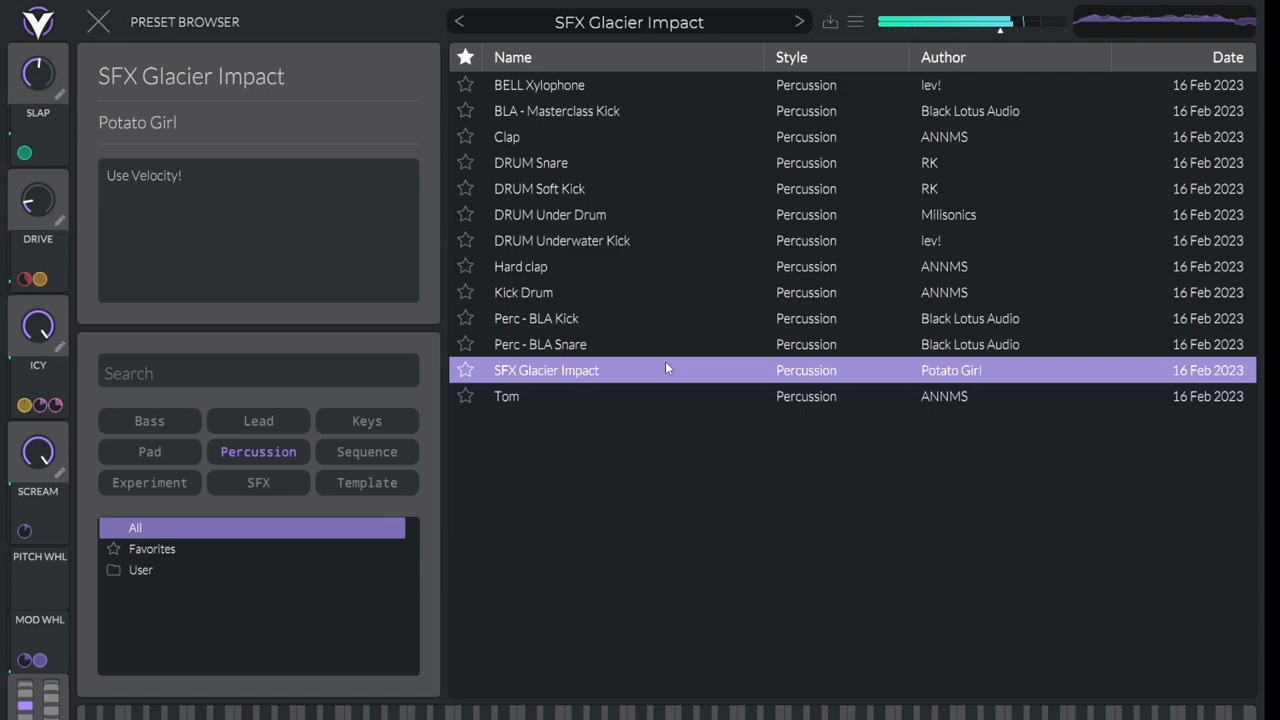 PRESET BROWSER
SFX Glacier Impact
SLAP
DRIVE
ICY
SCREAM
PITCH WHL
MOD WHL
SFX Glacier Impact
Potato Girl
Use Velocity!
Search
Bass Lead Keys
Pad Percussion Sequence
Experiment SFX Template
All
Favorites
User
Name Style Author Date
BELL Xylophone Percussion lev! 16 Feb 2023
BLA - Masterclass Kick Percussion Black Lotus Audio 16 Feb 2023
Clap Percussion ANNMS 16 Feb 2023
DRUM Snare Percussion RK 16 Feb 2023
DRUM Soft Kick Percussion RK 16 Feb 2023
DRUM Under Drum Percussion Milisonics 16 Feb 2023
DRUM Underwater Kick Percussion lev! 16 Feb 2023
Hard clap Percussion ANNMS 16 Feb 2023
Kick Drum Percussion ANNMS 16 Feb 2023
Perc - BLA Kick Percussion Black Lotus Audio 16 Feb 2023
Perc - BLA Snare Percussion Black Lotus Audio 16 Feb 2023
SFX Glacier Impact Percussion Potato Girl 16 Feb 2023
Tom Percussion ANNMS 16 Feb 2023